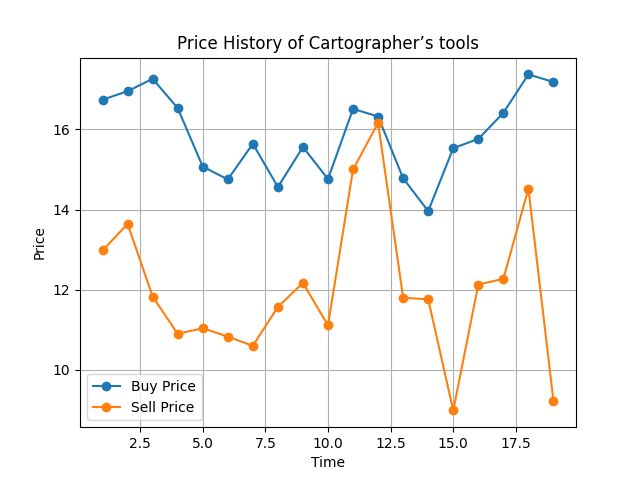 Price History of Cartographer’s tools
Price
16
14
12
10
Buy Price
Sell Price
2.5 5.0 7.5 10.0 12.5 15.0 17.5
Time